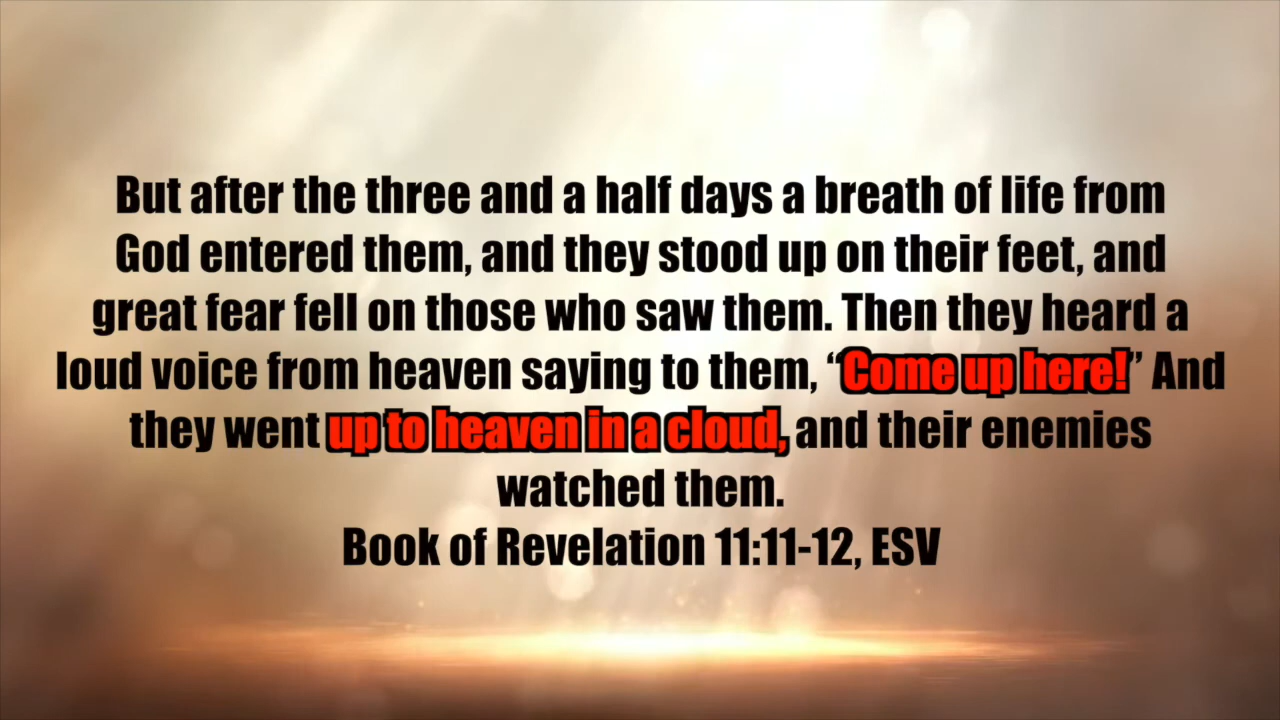 But after the three and a half days a breath of life from
God entered them, and they stood up on their feet, and
great fear fell on those who saw them. Then they heard a
loud voice from heaven saying to them, “Come up here!” And
they went up to heaven in a cloud, and their enemies
watched them.
Book of Revelation 11:11-12, ESV